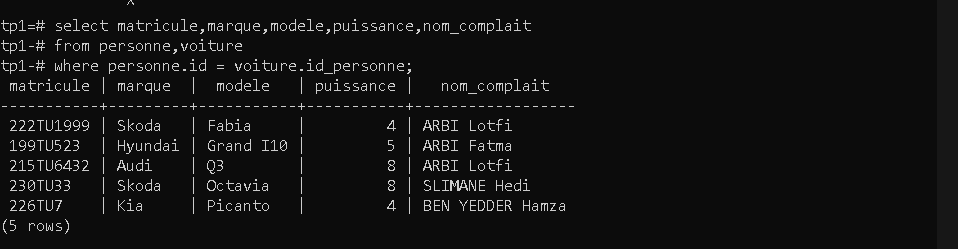 ^
tp1=# select matricule,marque,modele,puissance,nom_complait
tp1-# from personne,voiture
tp1-# where personne.id = voiture.id_personne;
 matricule | marque  |  modele   | puissance |   nom_complait
-----------+---------+-----------+-----------+------------------
 222TU1999 | Skoda   | Fabia     |         4 | ARBI Lotfi
 199TU523  | Hyundai | Grand I10 |         5 | ARBI Fatma
 215TU6432 | Audi    | Q3        |         8 | ARBI Lotfi
 230TU33   | Skoda   | Octavia   |         8 | SLIMANE Hedi
 226TU7    | Kia     | Picanto   |         4 | BEN YEDDER Hamza
(5 rows)